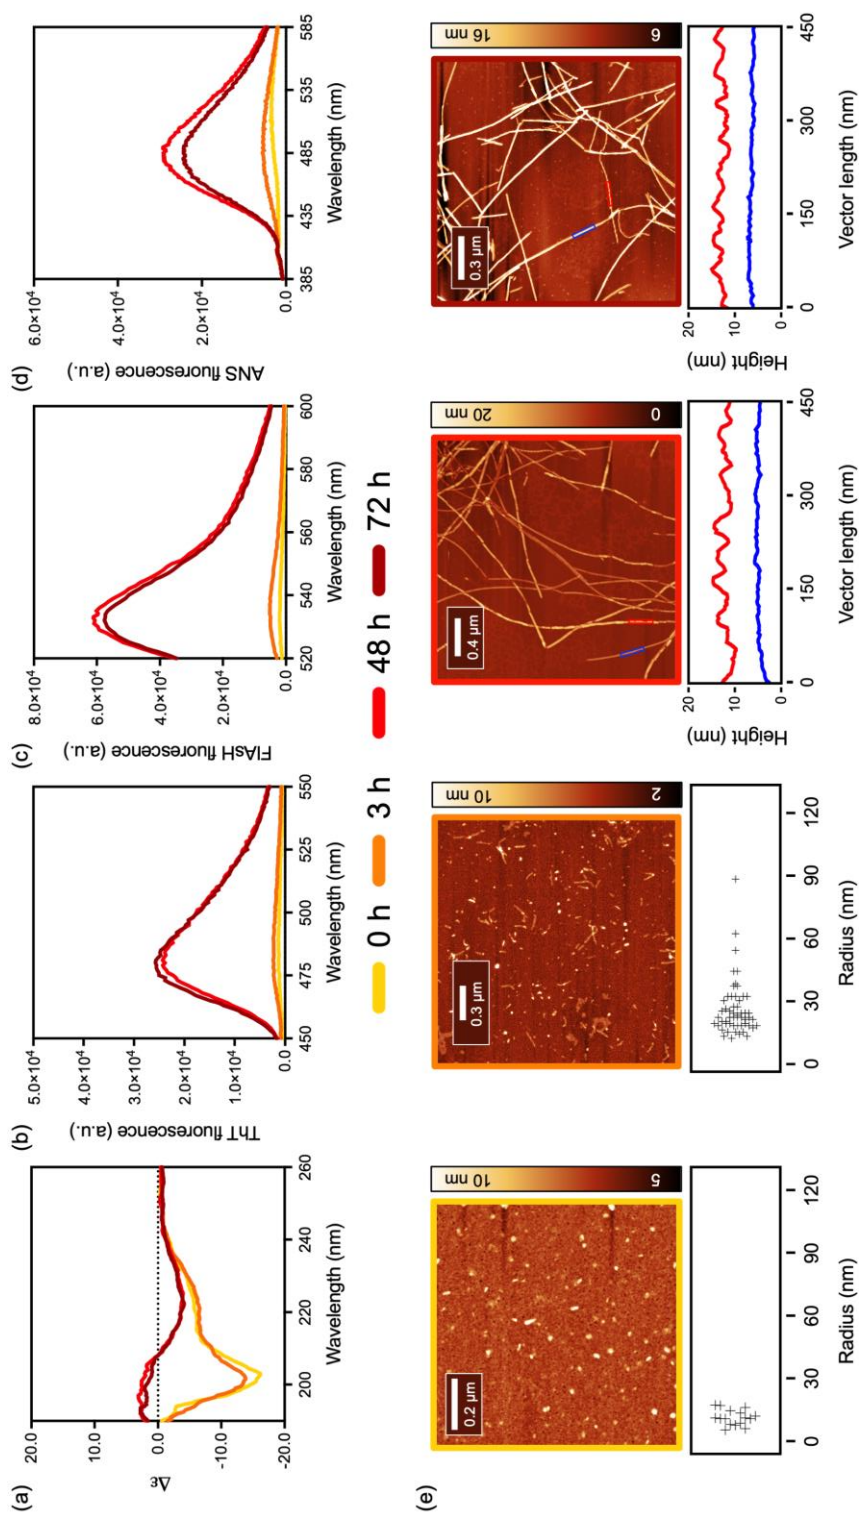 (a)
20.0
10.0
0.0
-10.0
-20.0
Δε
200
220
240
260
Wavelength (nm)
(b)
5.0×10⁴
4.0×10⁴
3.0×10⁴
2.0×10⁴
1.0×10⁴
0.0
ThT fluorescence (a.u.)
450
475
500
525
550
Wavelength (nm)
(c)
8.0×10⁴
6.0×10⁴
4.0×10⁴
2.0×10⁴
0.0
FlAsH fluorescence (a.u.)
520
540
560
580
600
Wavelength (nm)
(d)
6.0×10⁴
4.0×10⁴
2.0×10⁴
0.0
ANS fluorescence (a.u.)
385
435
485
535
585
Wavelength (nm)
0 h
3 h
48 h
72 h
(e)
0.2 µm
10 nm
5
0
30
60
90
120
Radius (nm)
0.3 µm
10 nm
2
0
30
60
90
120
Radius (nm)
0.4 µm
20 nm
0
Height (nm)
20
10
0
0
150
300
450
Vector length (nm)
0.3 µm
16 nm
6
Height (nm)
20
10
0
0
150
300
450
Vector length (nm)